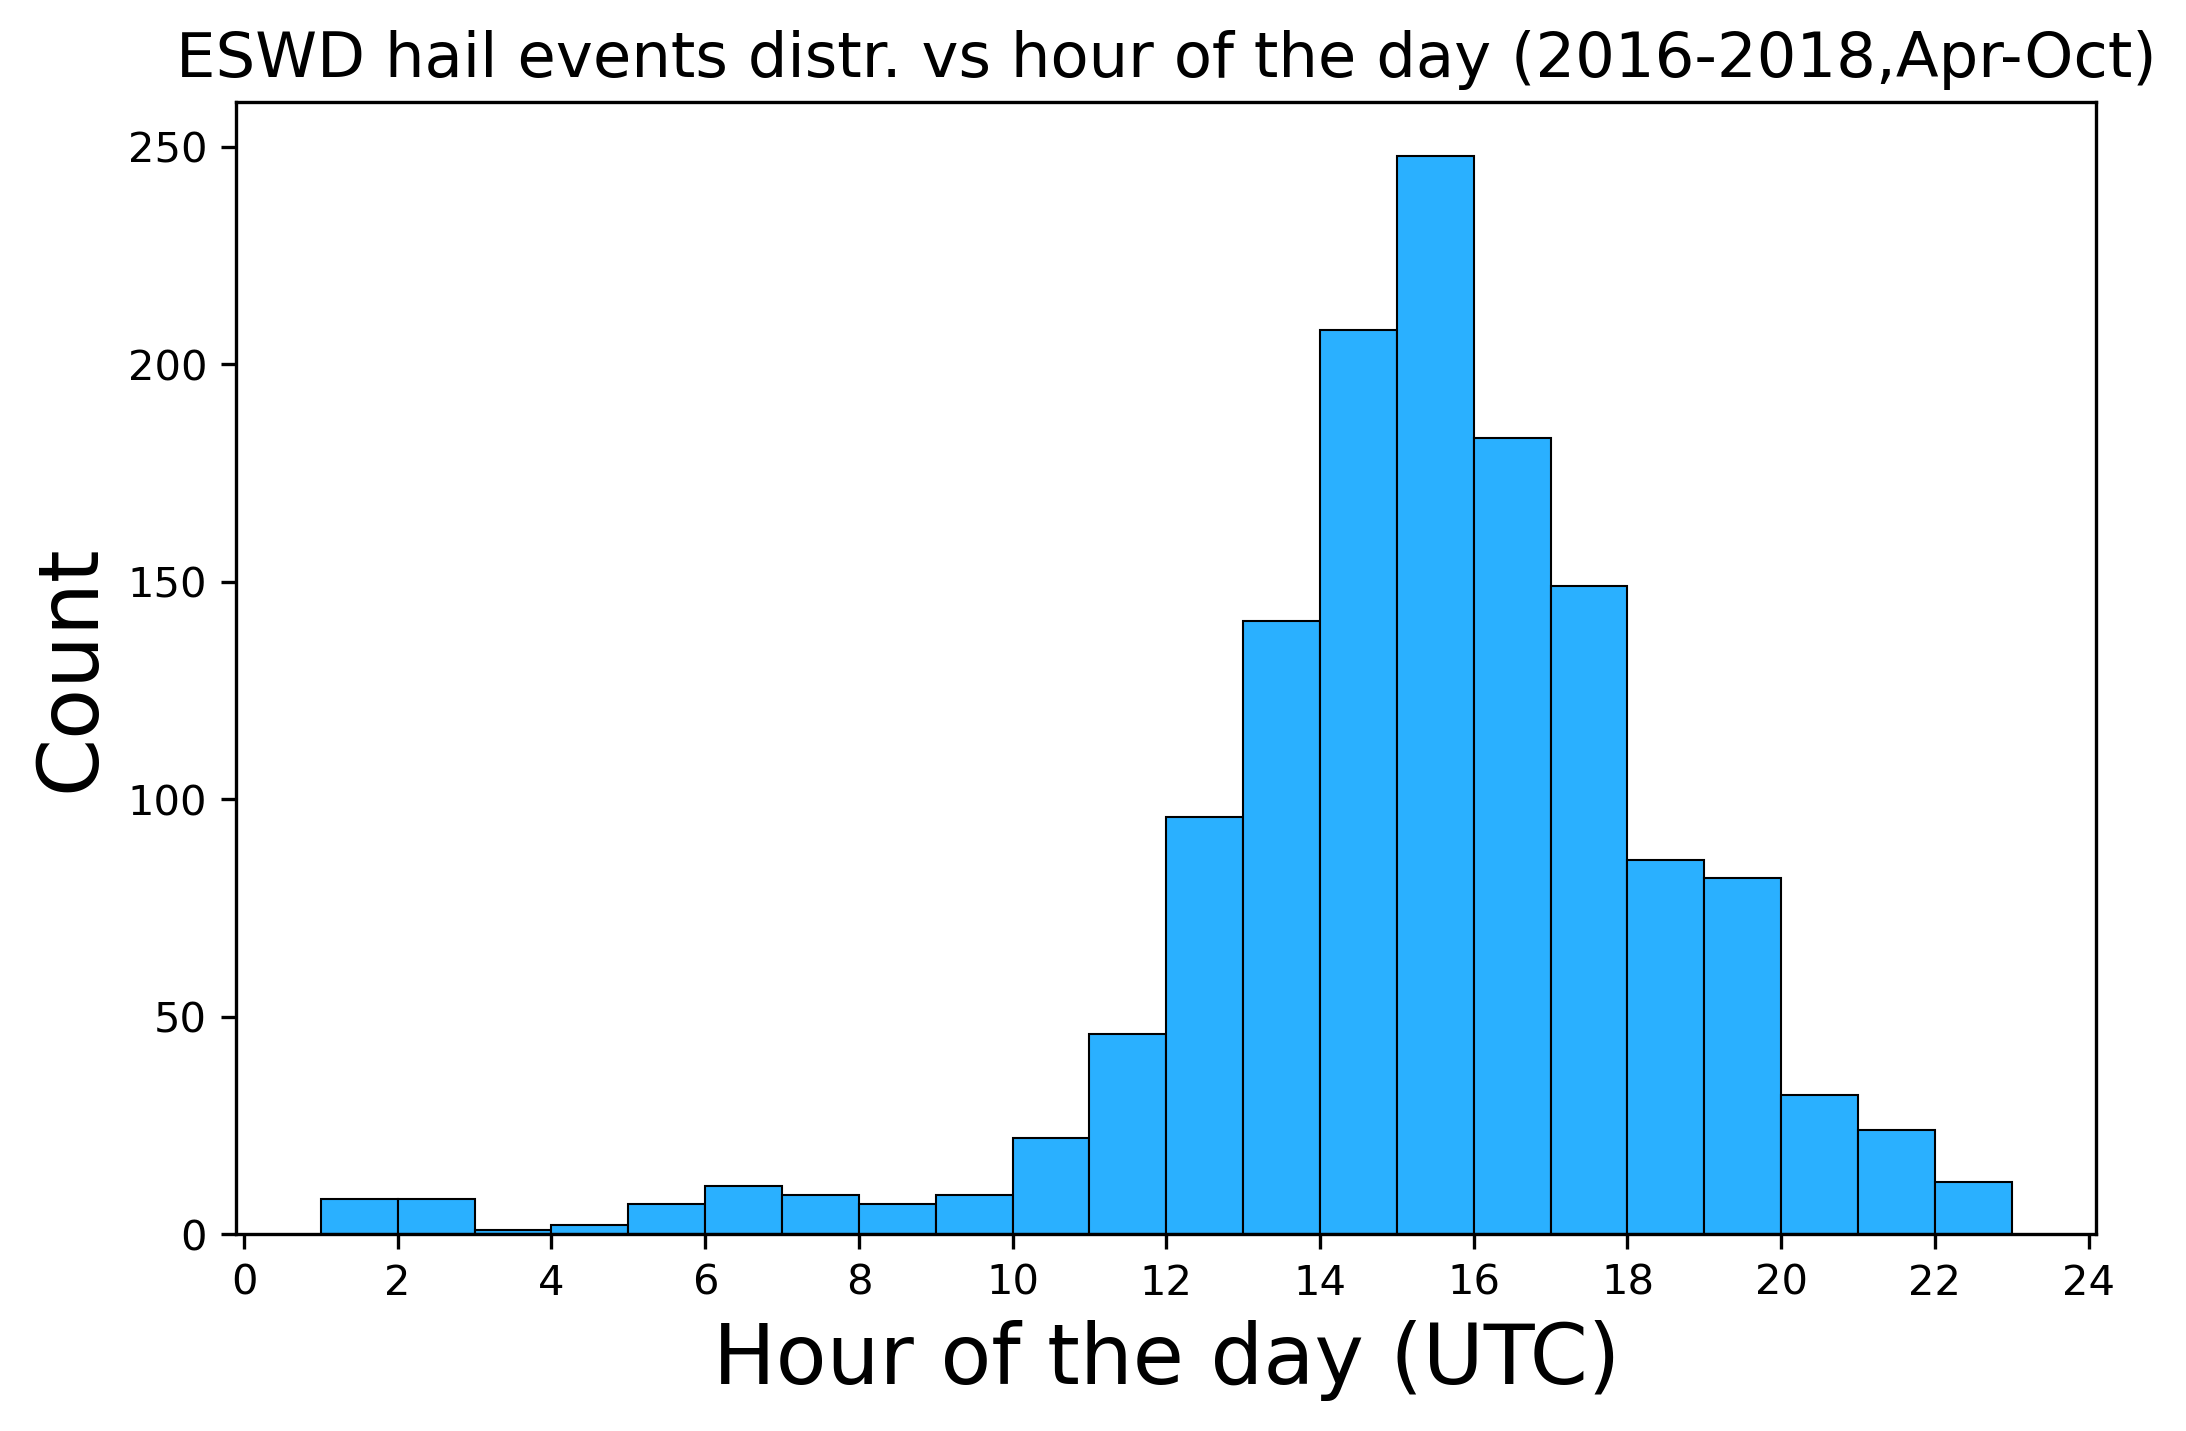 ESWD hail events distr. vs hour of the day (2016-2018,Apr-Oct)
250
200
150
100
50
0
Count
0 2 4 6 8 10 12 14 16 18 20 22 24
Hour of the day (UTC)